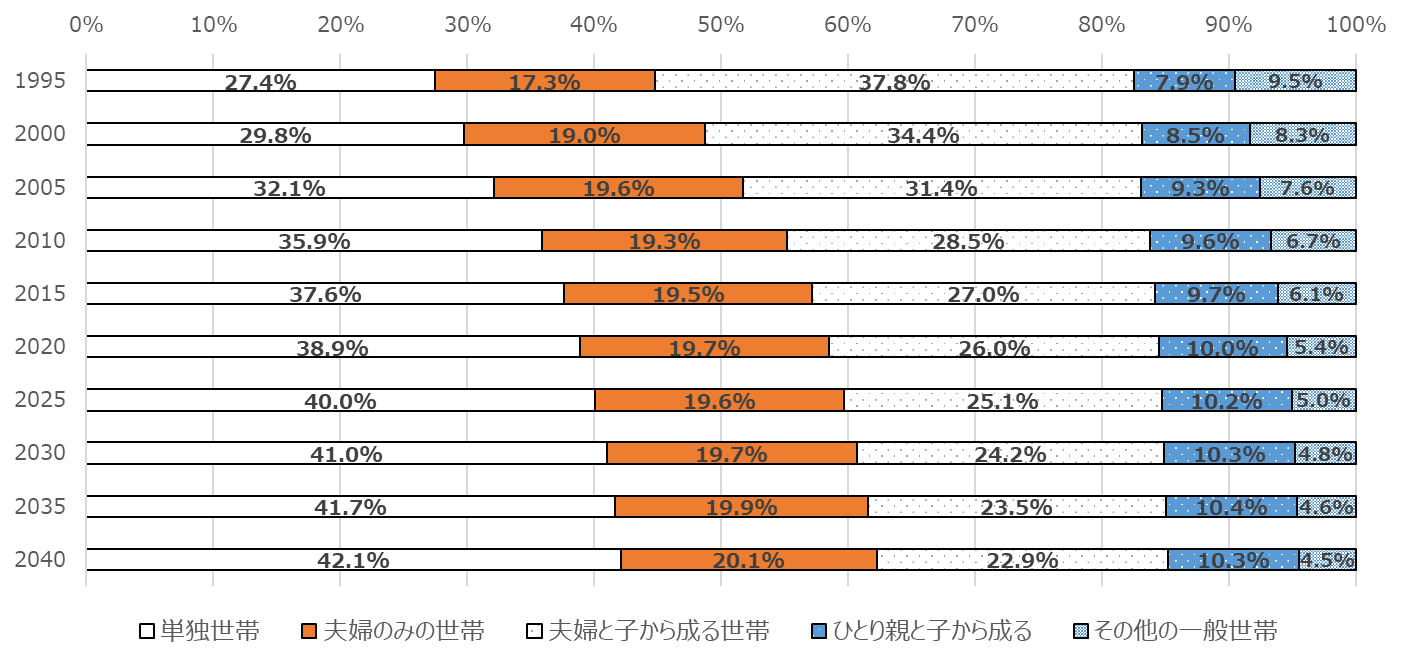 0% 10% 20% 30% 40% 50% 60% 70% 80% 90% 100%
1995 27.4% 17.3% 37.8% 7.9% 9.5%
2000 29.8% 19.0% 34.4% 8.5% 8.3%
2005 32.1% 19.6% 31.4% 9.3% 7.6%
2010 35.9% 19.3% 28.5% 9.6% 6.7%
2015 37.6% 19.5% 27.0% 9.7% 6.1%
2020 38.9% 19.7% 26.0% 10.0% 5.4%
2025 40.0% 19.6% 25.1% 10.2% 5.0%
2030 41.0% 19.7% 24.2% 10.3% 4.8%
2035 41.7% 19.9% 23.5% 10.4% 4.6%
2040 42.1% 20.1% 22.9% 10.3% 4.5%
単独世帯 夫婦のみの世帯 夫婦と子から成る世帯 ひとり親と子から成る その他の一般世帯